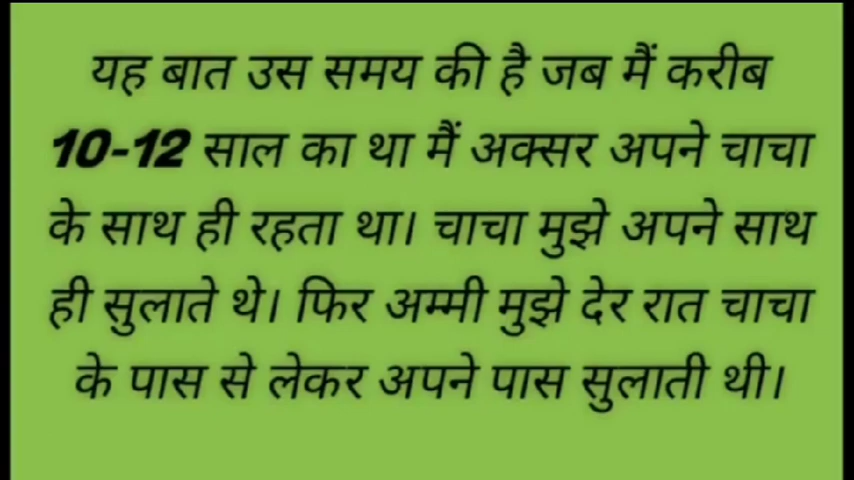 यह बात उस समय की है जब मैं करीब
10-12 साल का था मैं अक्सर अपने चाचा
के साथ ही रहता था। चाचा मुझे अपने साथ
ही सुलाते थे। फिर अम्मी मुझे देर रात चाचा
के पास से लेकर अपने पास सुलाती थी।